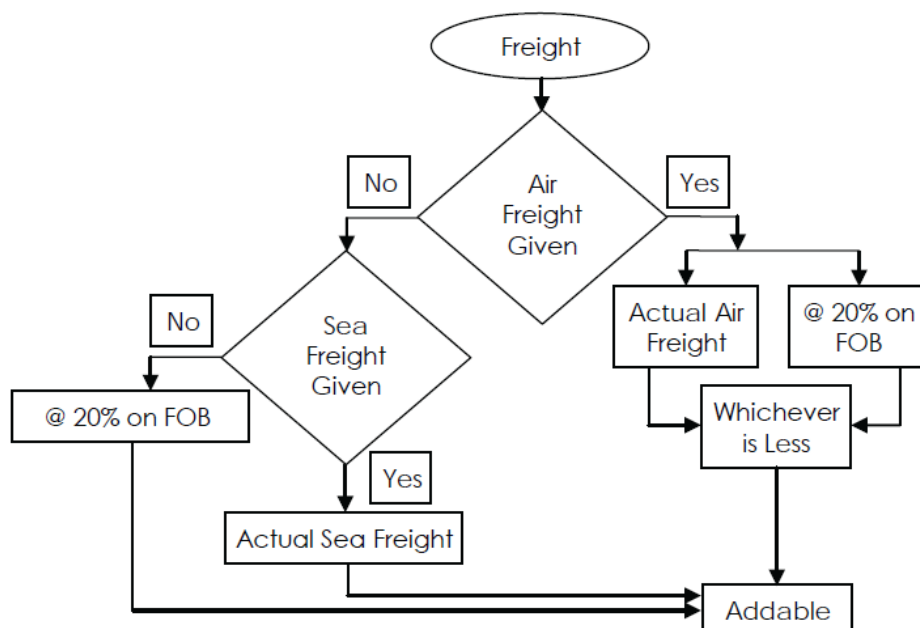 Freight
No
Air
Freight
Given
Yes
No
Sea
Freight
Given
Actual Air
Freight
@ 20% on
FOB
@ 20% on FOB
Whichever
is Less
Yes
Actual Sea Freight
Addable